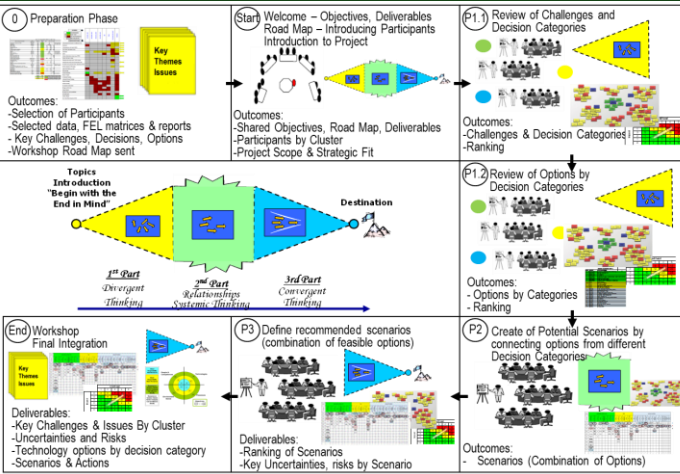 0 Preparation Phase
Key
Themes
Issues
Outcomes:
-Selection of Participants
-Selected data, FEL matrices & reports
- Key Challenges, Decisions, Options
-Workshop Road Map sent
Start Welcome – Objectives, Deliverables
Road Map – Introducing Participants
Introduction to Project
Outcomes:
-Shared Objectives, Road Map, Deliverables
-Participants by Cluster
-Project Scope & Strategic Fit
P1.1 Review of Challenges and
Decision Categories
Outcomes:
-Challenges & Decision Categories
-Ranking
Topics
Introduction
"Begin with the
End in Mind"
Destination
1st Part
Divergent
Thinking
2nd Part
Relationships
Systemic Thinking
3rd Part
Convergent
Thinking
P1.2 Review of Options by
Decision Categories
Outcomes:
- Options by Categories
- Ranking
End Workshop
Final Integration
Key
Themes
Issues
Deliverables:
-Key Challenges & Issues By Cluster
-Uncertainties and Risks
-Technology options by decision category
-Scenarios & Actions
P3 Define recommended scenarios
(combination of feasible options)
Deliverables:
-Ranking of Scenarios
-Key Uncertainties, risks by Scenario
P2 Create of Potential Scenarios by
connecting options from different
Decision Categories
Outcomes:
- Scenarios (Combination of Options)